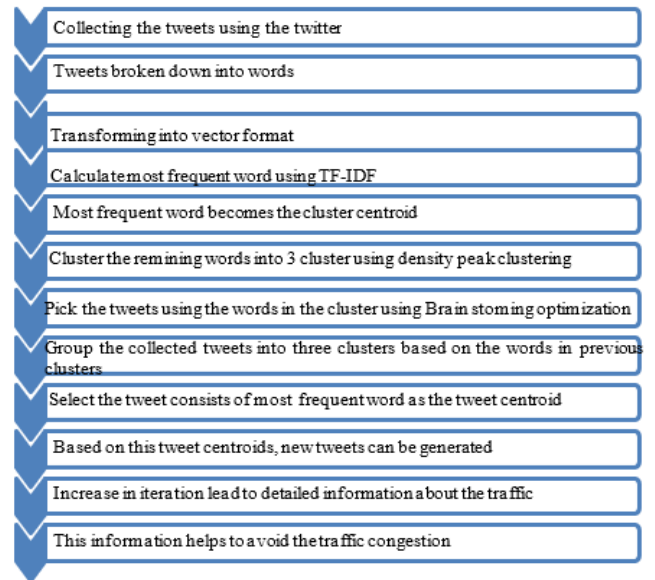 Collecting the tweets using the twitter
Tweets broken down into words
Transforming into vector format
Calculate most frequent word using TF-IDF
Most frequent word becomes the cluster centroid
Cluster the remining words into 3 cluster using density peak clustering
Pick the tweets using the words in the cluster using Brain stoming optimization
Group the collected tweets into three clusters based on the words in previous
clusters
Select the tweet consists of most frequent word as the tweet centroid
Based on this tweet centroids, new tweets can be generated
Increase in iteration lead to detailed information about the traffic
This information helps to avoid the traffic congestion